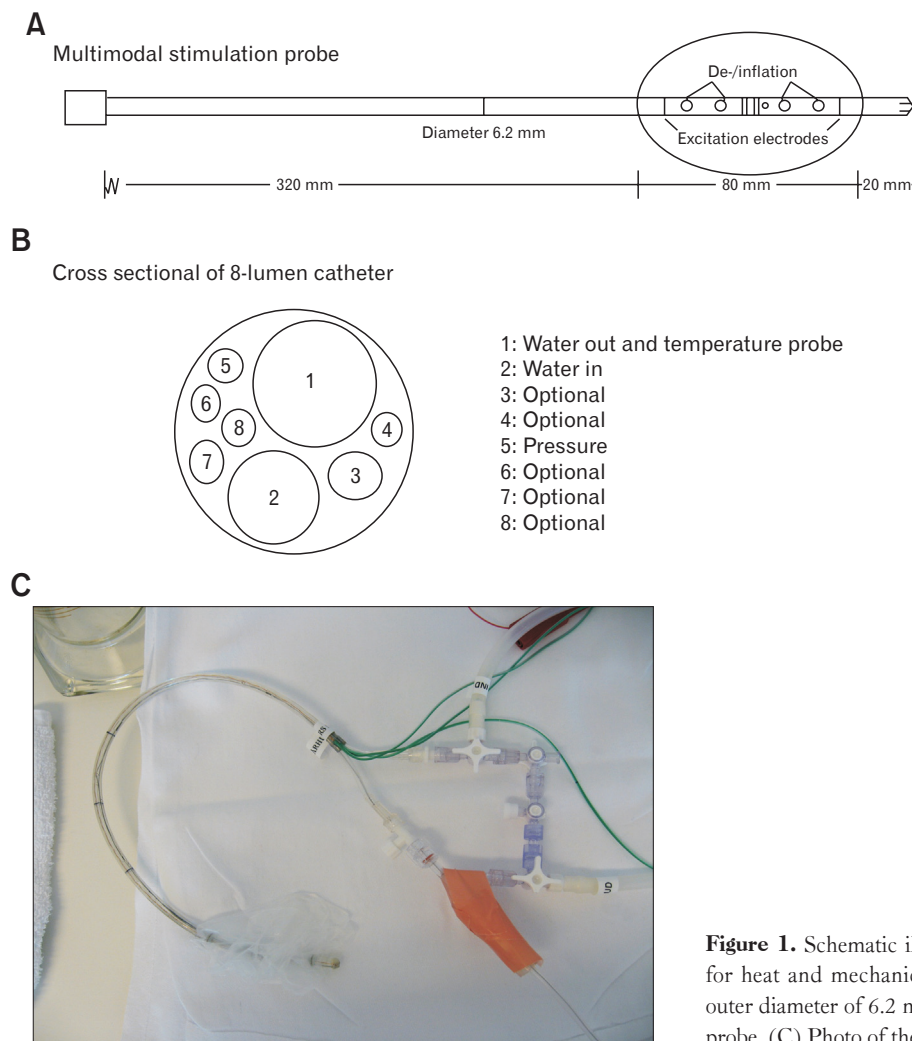 A
Multimodal stimulation probe
De-/inflation
Diameter 6.2 mm
Excitation electrodes
320 mm
80 mm
20 mm
B
Cross sectional of 8-lumen catheter
1
2
3
4
5
6
7
8
1: Water out and temperature probe
2: Water in
3: Optional
4: Optional
5: Pressure
6: Optional
7: Optional
8: Optional
C
IND
UD
Figure 1. Schematic il
for heat and mechanic
outer diameter of 6.2 m
probe. (C) Photo of the